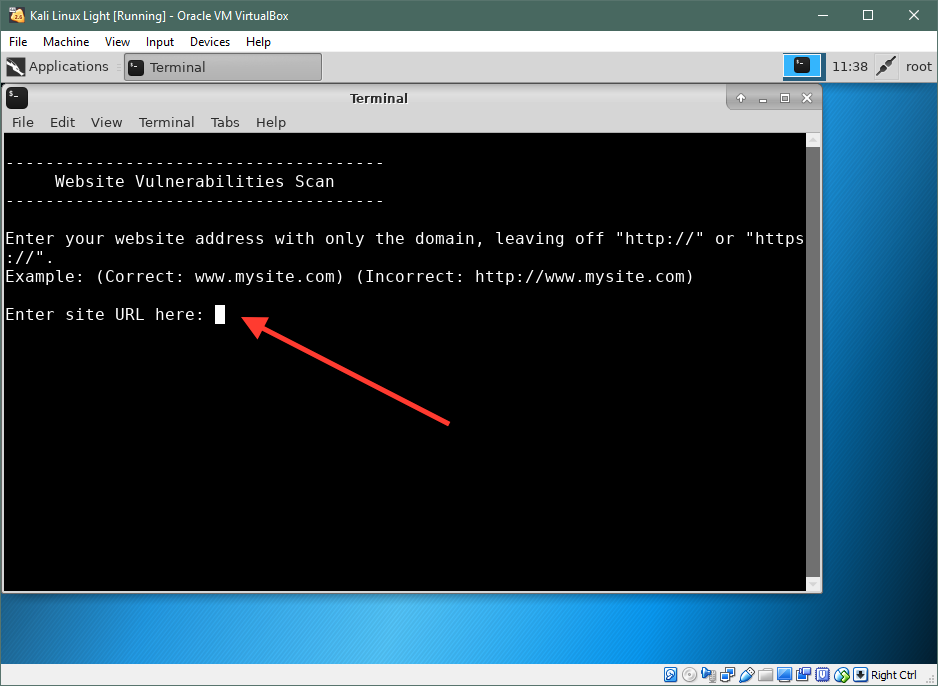 Kali Linux Light [Running] - Oracle VM VirtualBox
File Machine View Input Devices Help
Applications Terminal 11:38 root
Terminal
File Edit View Terminal Tabs Help
--------------------------------------
Website Vulnerabilities Scan
--------------------------------------
Enter your website address with only the domain, leaving off "http://" or "https
://".
Example: (Correct: www.mysite.com) (Incorrect: http://www.mysite.com)
Enter site URL here:
Right Ctrl